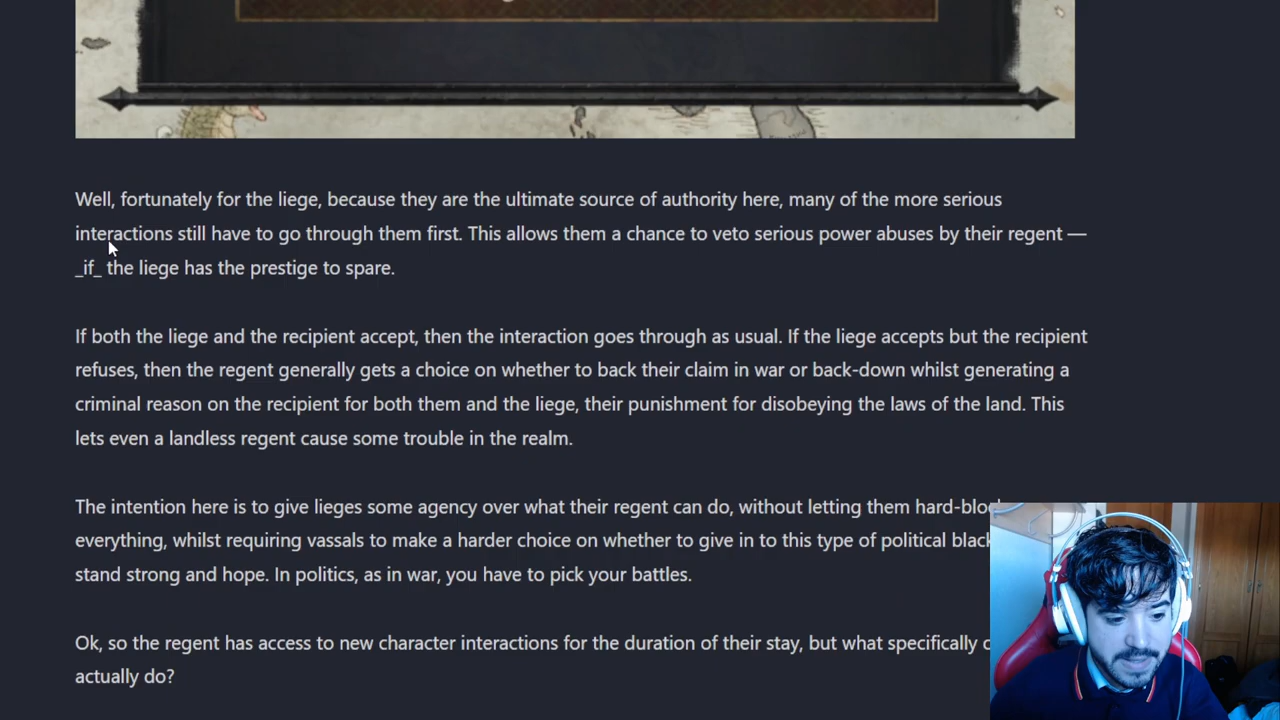 Well, fortunately for the liege, because they are the ultimate source of authority here, many of the more serious
interactions still have to go through them first. This allows them a chance to veto serious power abuses by their regent —
_if_ the liege has the prestige to spare.
If both the liege and the recipient accept, then the interaction goes through as usual. If the liege accepts but the recipient
refuses, then the regent generally gets a choice on whether to back their claim in war or back-down whilst generating a
criminal reason on the recipient for both them and the liege, their punishment for disobeying the laws of the land. This
lets even a landless regent cause some trouble in the realm.
The intention here is to give lieges some agency over what their regent can do, without letting them
everything, whilst requiring vassals to make a harder choice on whether to give in to this type of political
stand strong and hope. In politics, as in war, you have to pick your battles.
Ok, so the regent has access to new character interactions for the duration of their stay, but what specifically
actually do?